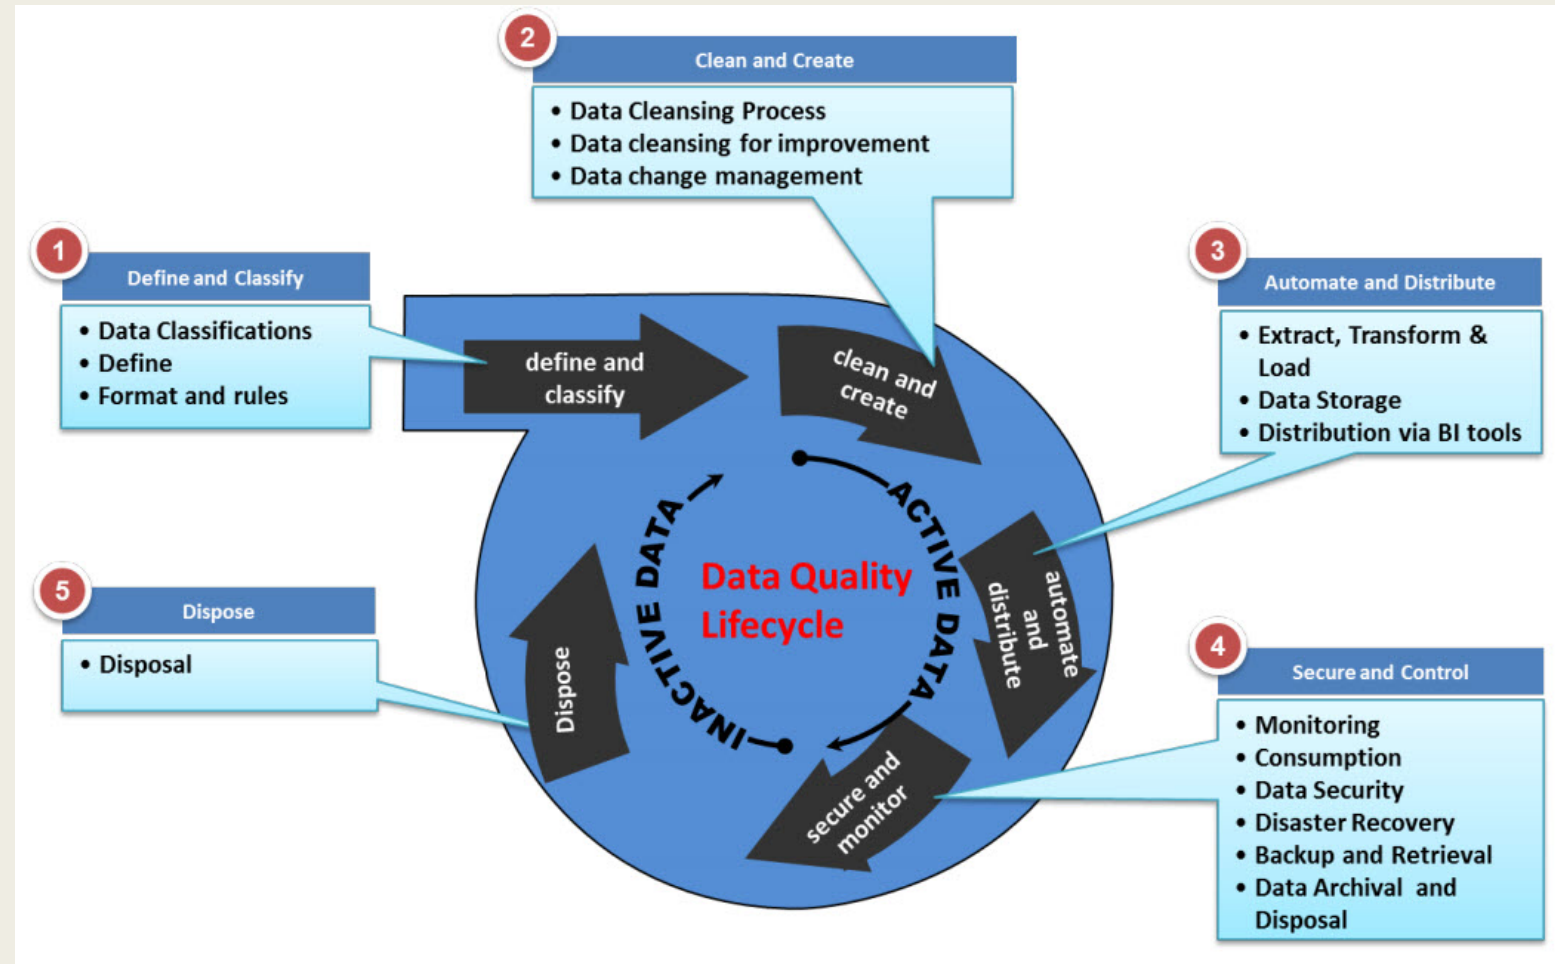 2
Clean and Create
• Data Cleansing Process
• Data cleansing for improvement
• Data change management
1
Define and Classify
• Data Classifications
• Define
• Format and rules
3
Automate and Distribute
• Extract, Transform &
Load
• Data Storage
• Distribution via BI tools
define and
classify
clean and
create
automate
and
distribute
secure and
monitor
Dispose
ACTIVE DATA
INACTIVE DATA
Data Quality
Lifecycle
5
Dispose
• Disposal
4
Secure and Control
• Monitoring
• Consumption
• Data Security
• Disaster Recovery
• Backup and Retrieval
• Data Archival and
Disposal